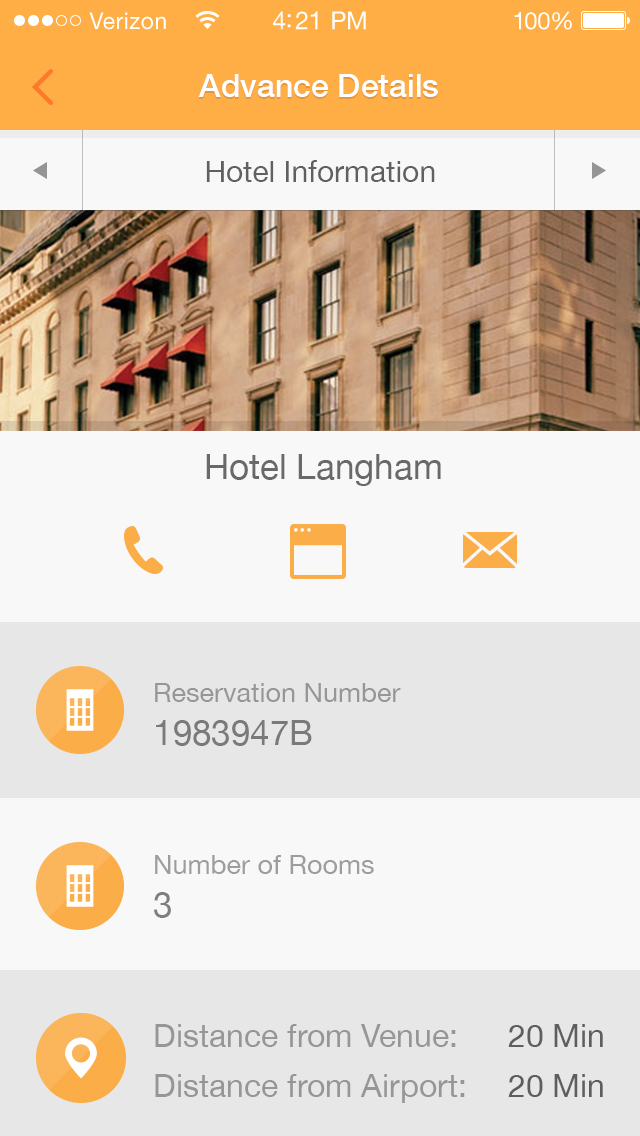 Verizon 4:21 PM 100%
Advance Details
Hotel Information
Hotel Langham
Reservation Number
1983947B
Number of Rooms
3
Distance from Venue: 20 Min
Distance from Airport: 20 Min